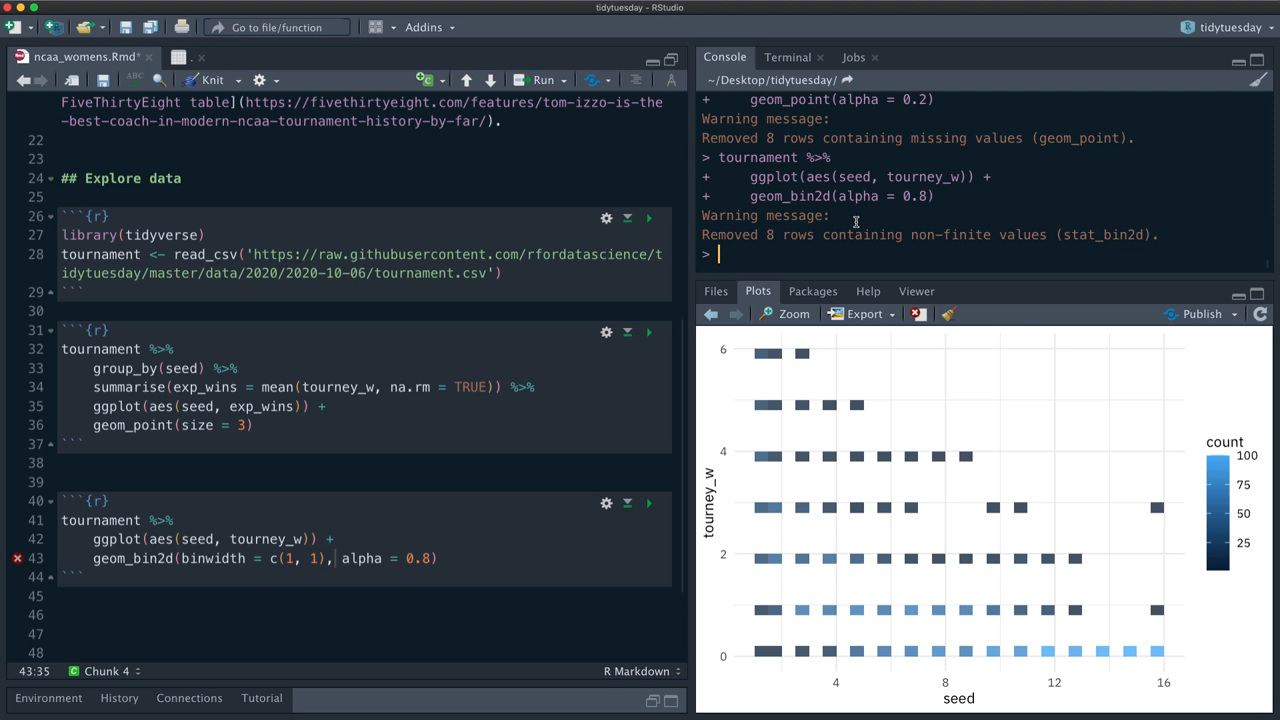 tidytuesday - RStudio
Go to file/function
Addins
tidytuesday
ncaa_womens.Rmd*
.
ABC
Knit
Run
FiveThirtyEight table](https://fivethirtyeight.com/features/tom-izzo-is-the
-best-coach-in-modern-ncaa-tournament-history-by-far/).
22
23
24 ## Explore data
25
26 ```{r}
27 library(tidyverse)
28 tournament <- read_csv('https://raw.githubusercontent.com/rfordatascience/t
idytuesday/master/data/2020/2020-10-06/tournament.csv')
29 ```
30
31 ```{r}
32 tournament %>%
33 group_by(seed) %>%
34 summarise(exp_wins = mean(tourney_w, na.rm = TRUE)) %>%
35 ggplot(aes(seed, exp_wins)) +
36 geom_point(size = 3)
37 ```
38
39
40 ```{r}
41 tournament %>%
42 ggplot(aes(seed, tourney_w)) +
43 geom_bin2d(binwidth = c(1, 1), alpha = 0.8)
44 ```
45
46
47
48
43:35
Chunk 4
R Markdown
Environment History Connections Tutorial
Console Terminal Jobs
~/Desktop/tidytuesday/
+ geom_point(alpha = 0.2)
Warning message:
Removed 8 rows containing missing values (geom_point).
> tournament %>%
+ ggplot(aes(seed, tourney_w)) +
+ geom_bin2d(alpha = 0.8)
Warning message:
Removed 8 rows containing non-finite values (stat_bin2d).
>
Files Plots Packages Help Viewer
Zoom Export Publish
6
4
2
0
tourney_w
4 8 12 16
seed
count
100
75
50
25